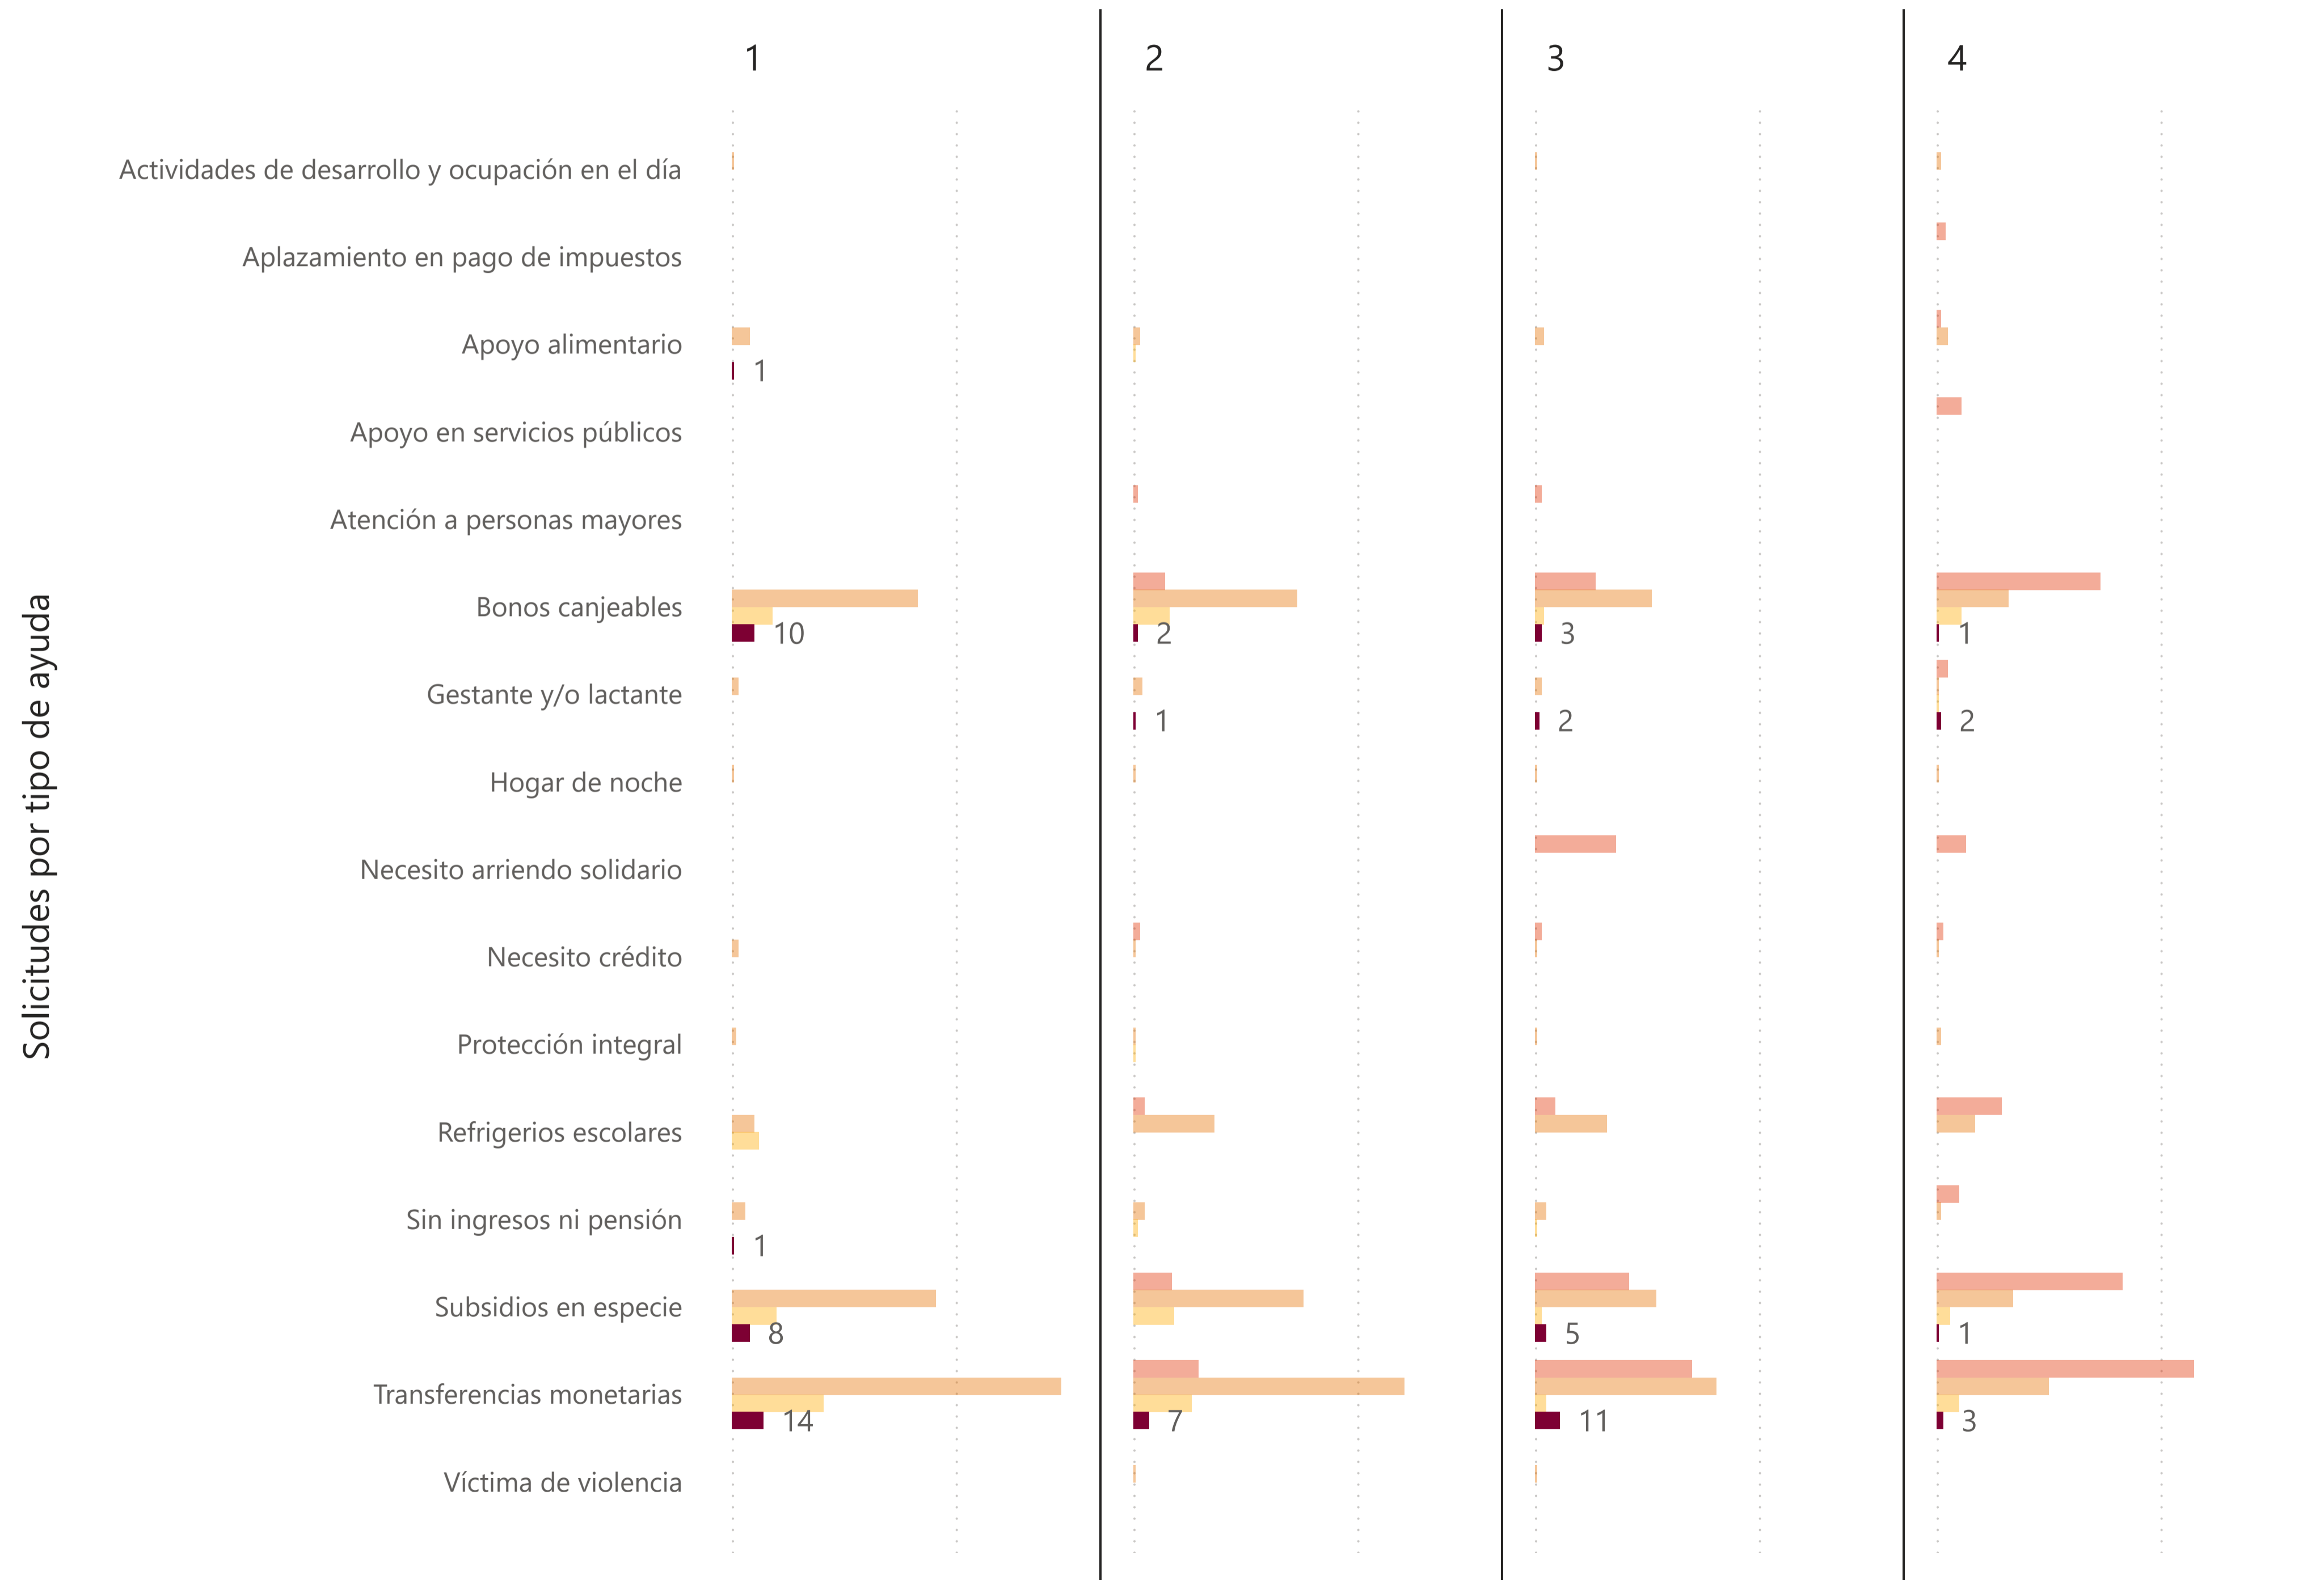 1 2 3 4
Solicitudes por tipo de ayuda
Actividades de desarrollo y ocupación en el día
Aplazamiento en pago de impuestos
Apoyo alimentario
1
Apoyo en servicios públicos
Atención a personas mayores
Bonos canjeables
10 2 3 1
Gestante y/o lactante
1 2 2
Hogar de noche
Necesito arriendo solidario
Necesito crédito
Protección integral
Refrigerios escolares
Sin ingresos ni pensión
1
Subsidios en especie
8 5 1
Transferencias monetarias
14 7 11 3
Víctima de violencia